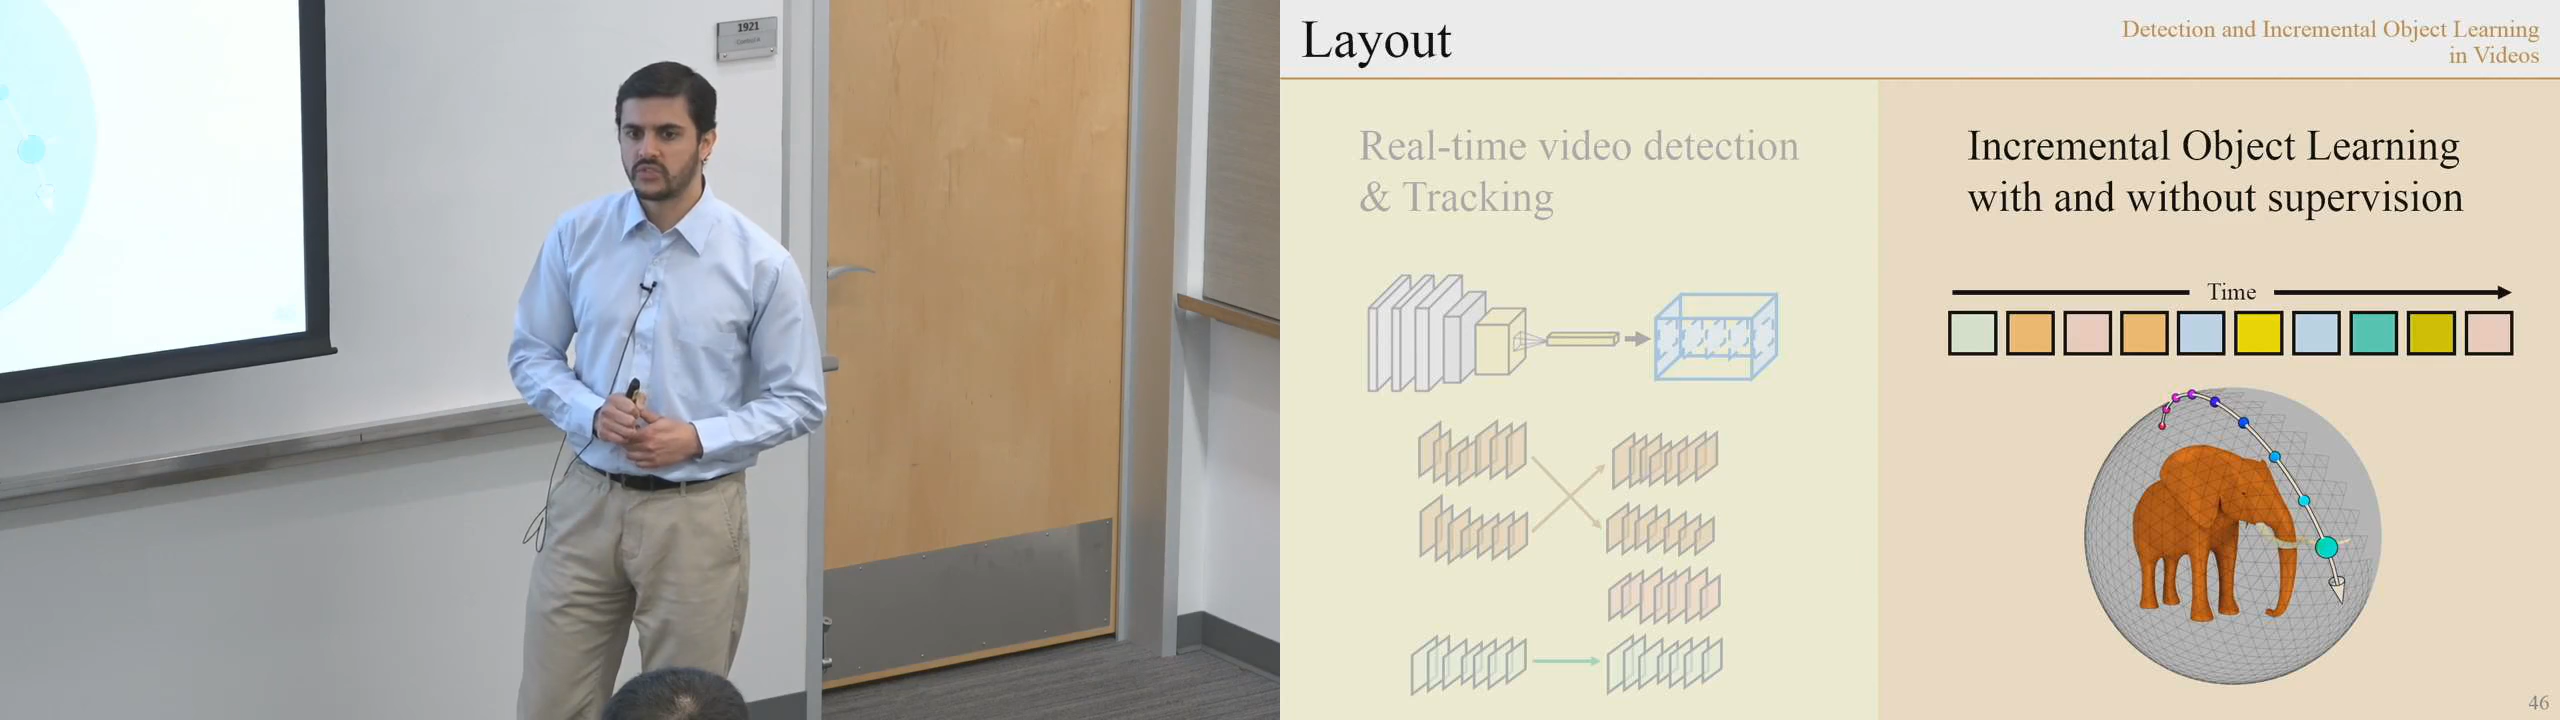 1921
Layout
Detection and Incremental Object Learning
in Videos
Real-time video detection
& Tracking
Incremental Object Learning
with and without supervision
Time
46